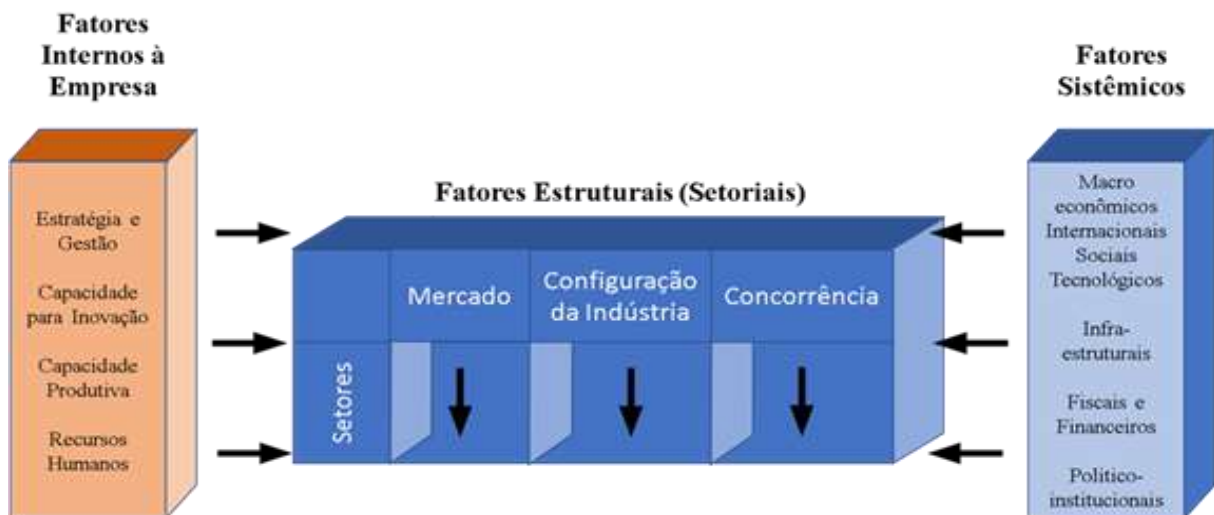 Fatores
Internos à
Empresa
Estratégia e
Gestão
Capacidade
para Inovação
Capacidade
Produtiva
Recursos
Humanos
Fatores Estruturais (Setoriais)
Mercado
Configuração
da Indústria
Concorrência
Setores
Fatores
Sistêmicos
Macro
econômicos
Internacionais
Sociais
Tecnológicos
Infra-
estruturais
Fiscais e
Financeiros
Politico-
institucionais